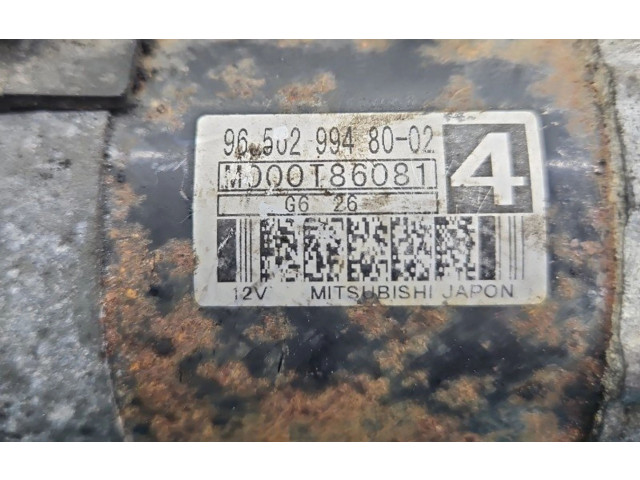 96 502 994 80-02
4
M000T86081
G6 26
12V MITSUBISHI JAPON